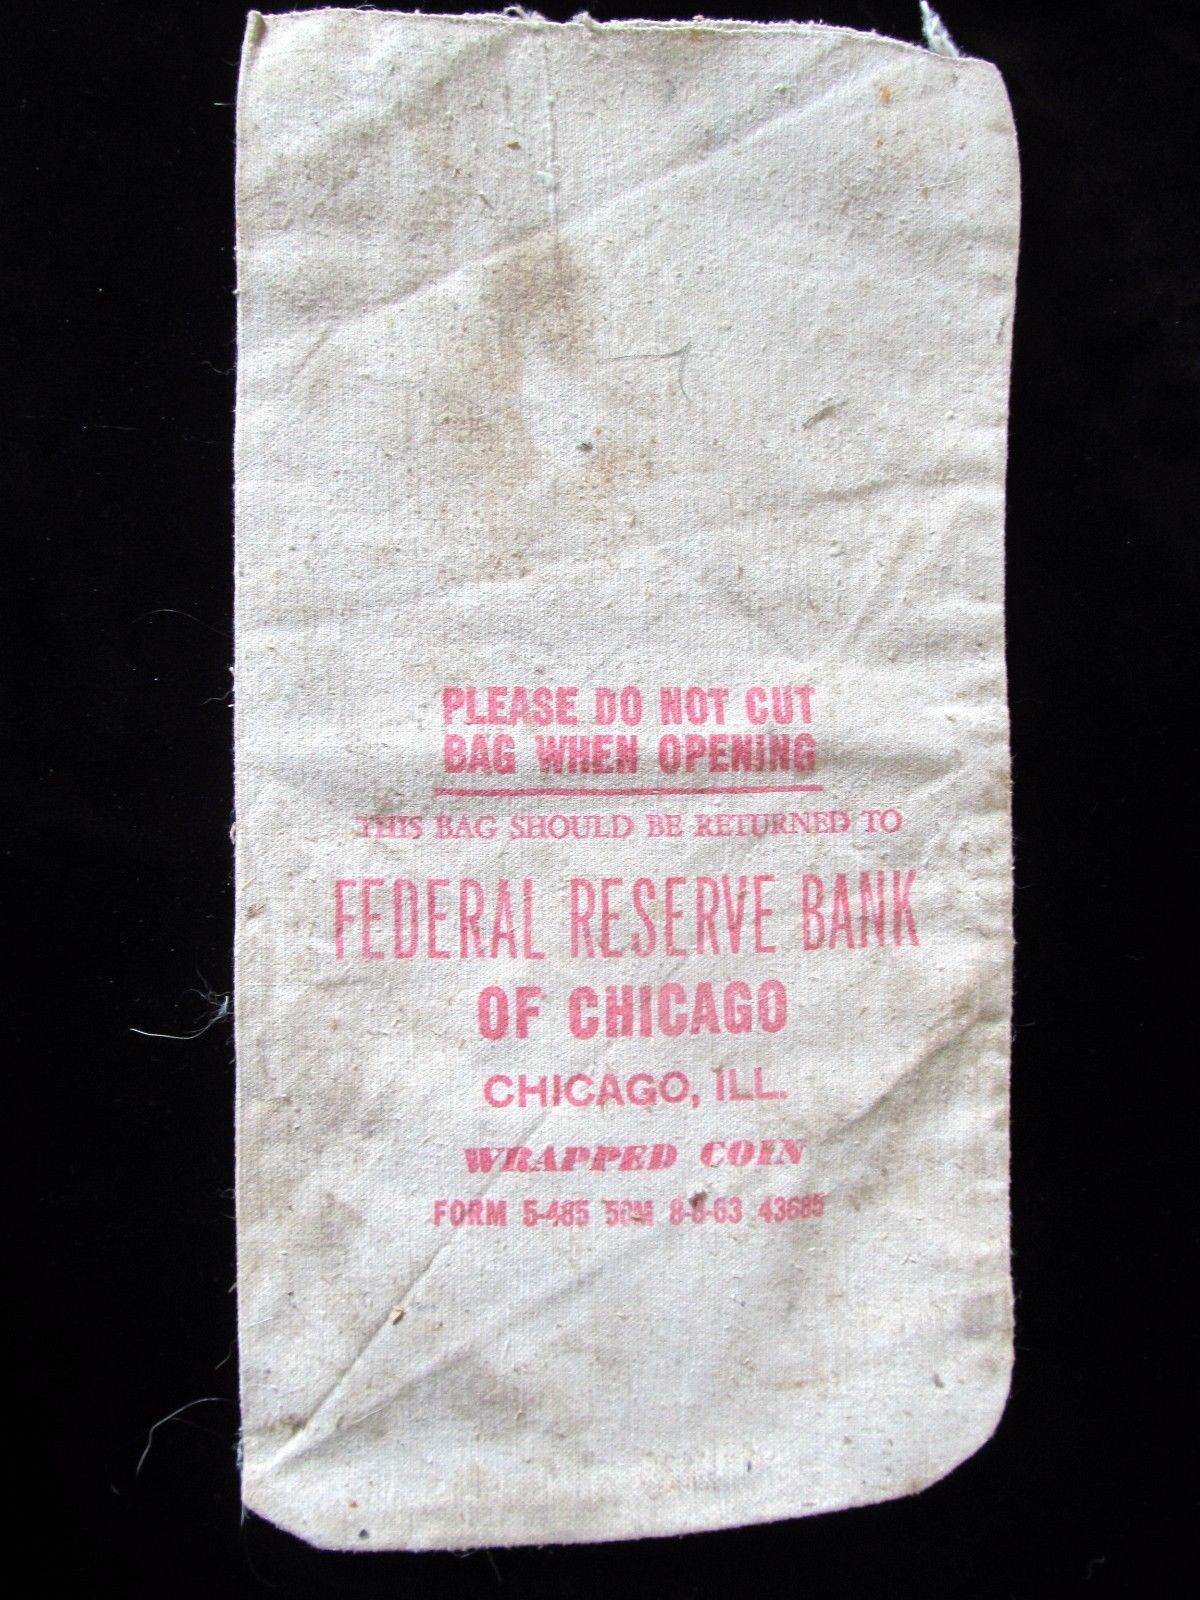 PLEASE DO NOT CUT
BAG WHEN OPENING
THIS BAG SHOULD BE RETURNED TO
FEDERAL RESERVE BANK
OF CHICAGO
CHICAGO, ILL.
WRAPPED COIN
FORM 5-485 50M 8-8-63 43685